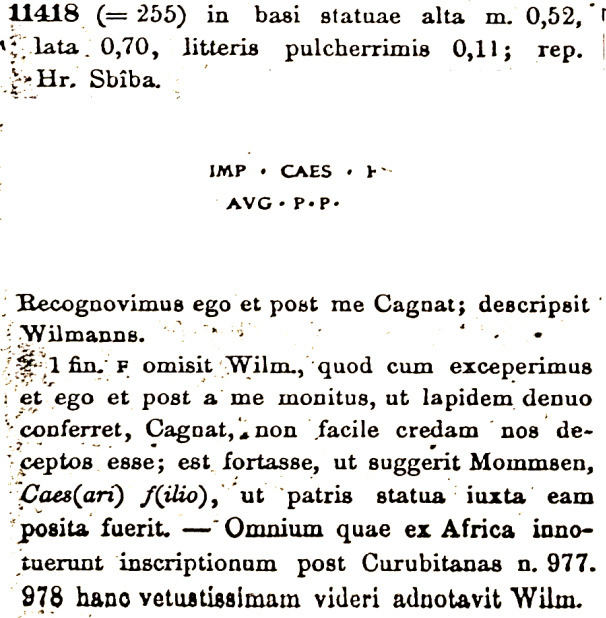 11418 (= 255) in basi statuae alta m. 0,52,
lata 0,70, litteris pulcherrimis 0,11; rep.
Hr. Sbîba.
IMP · CAES · F
AVG · P · P ·
Recognovimus ego et post me Cagnat; descripsit
Wilmanns.
1 fin. F omisit Wilm., quod cum exceperimus
et ego et post a me monitus, ut lapidem denuo
conferret, Cagnat, non facile credam nos de-
ceptos esse; est fortasse, ut suggerit Mommsen,
Caes(ari) f(ilio), ut patris statua iuxta eam
posita fuerit. — Omnium quae ex Africa inno-
tuerunt inscriptionum post Curubitanas n. 977.
978 hanc vetustissimam videri adnotavit Wilm.